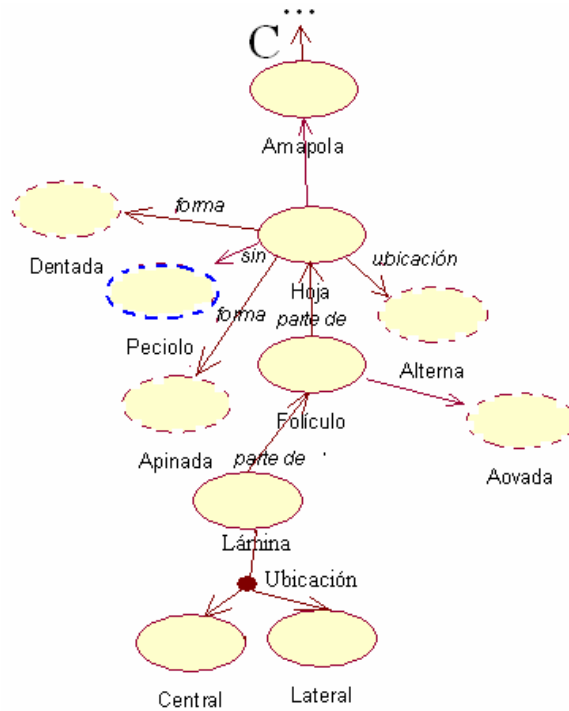 ...
C
Amapola
forma
Dentada
sin
ubicación
Hoja
forma
parte de
Peciolo
Alterna
Apinada
Folículo
Aovada
parte de
Lámina
Ubicación
Central
Lateral